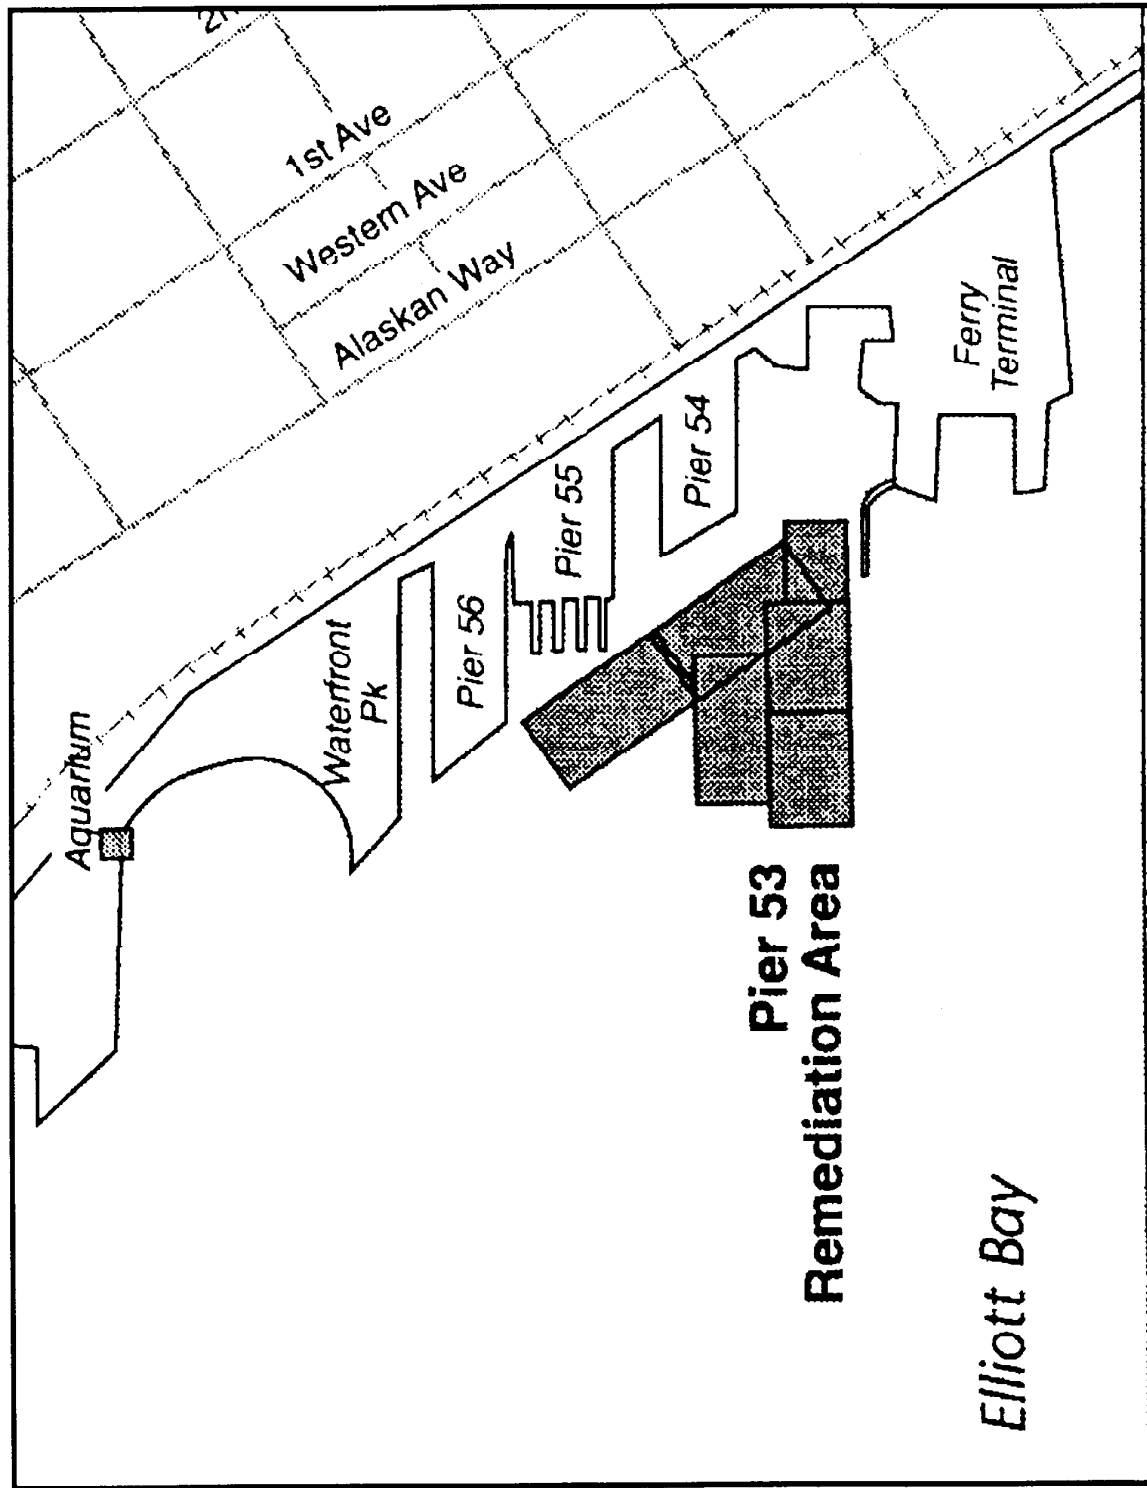 1st Ave
Western Ave
Alaskan Way
Aquarium
Waterfront
Pk
Pier 56
Pier 55
Pier 54
Ferry
Terminal
Pier 53
Remediation Area
Elliott Bay